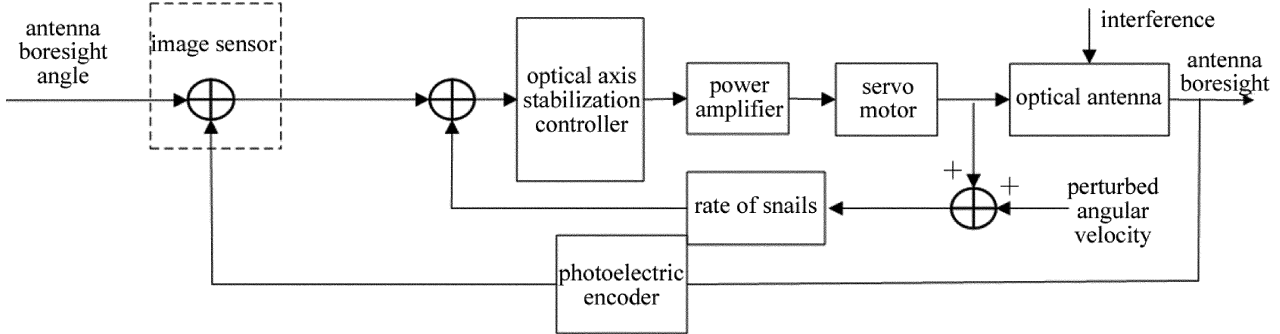 antenna
boresight
angle
image sensor
optical axis
stabilization
controller
power
amplifier
servo
motor
interference
optical antenna
antenna
boresight
+
+
rate of snails
perturbed
angular
velocity
photoelectric
encoder